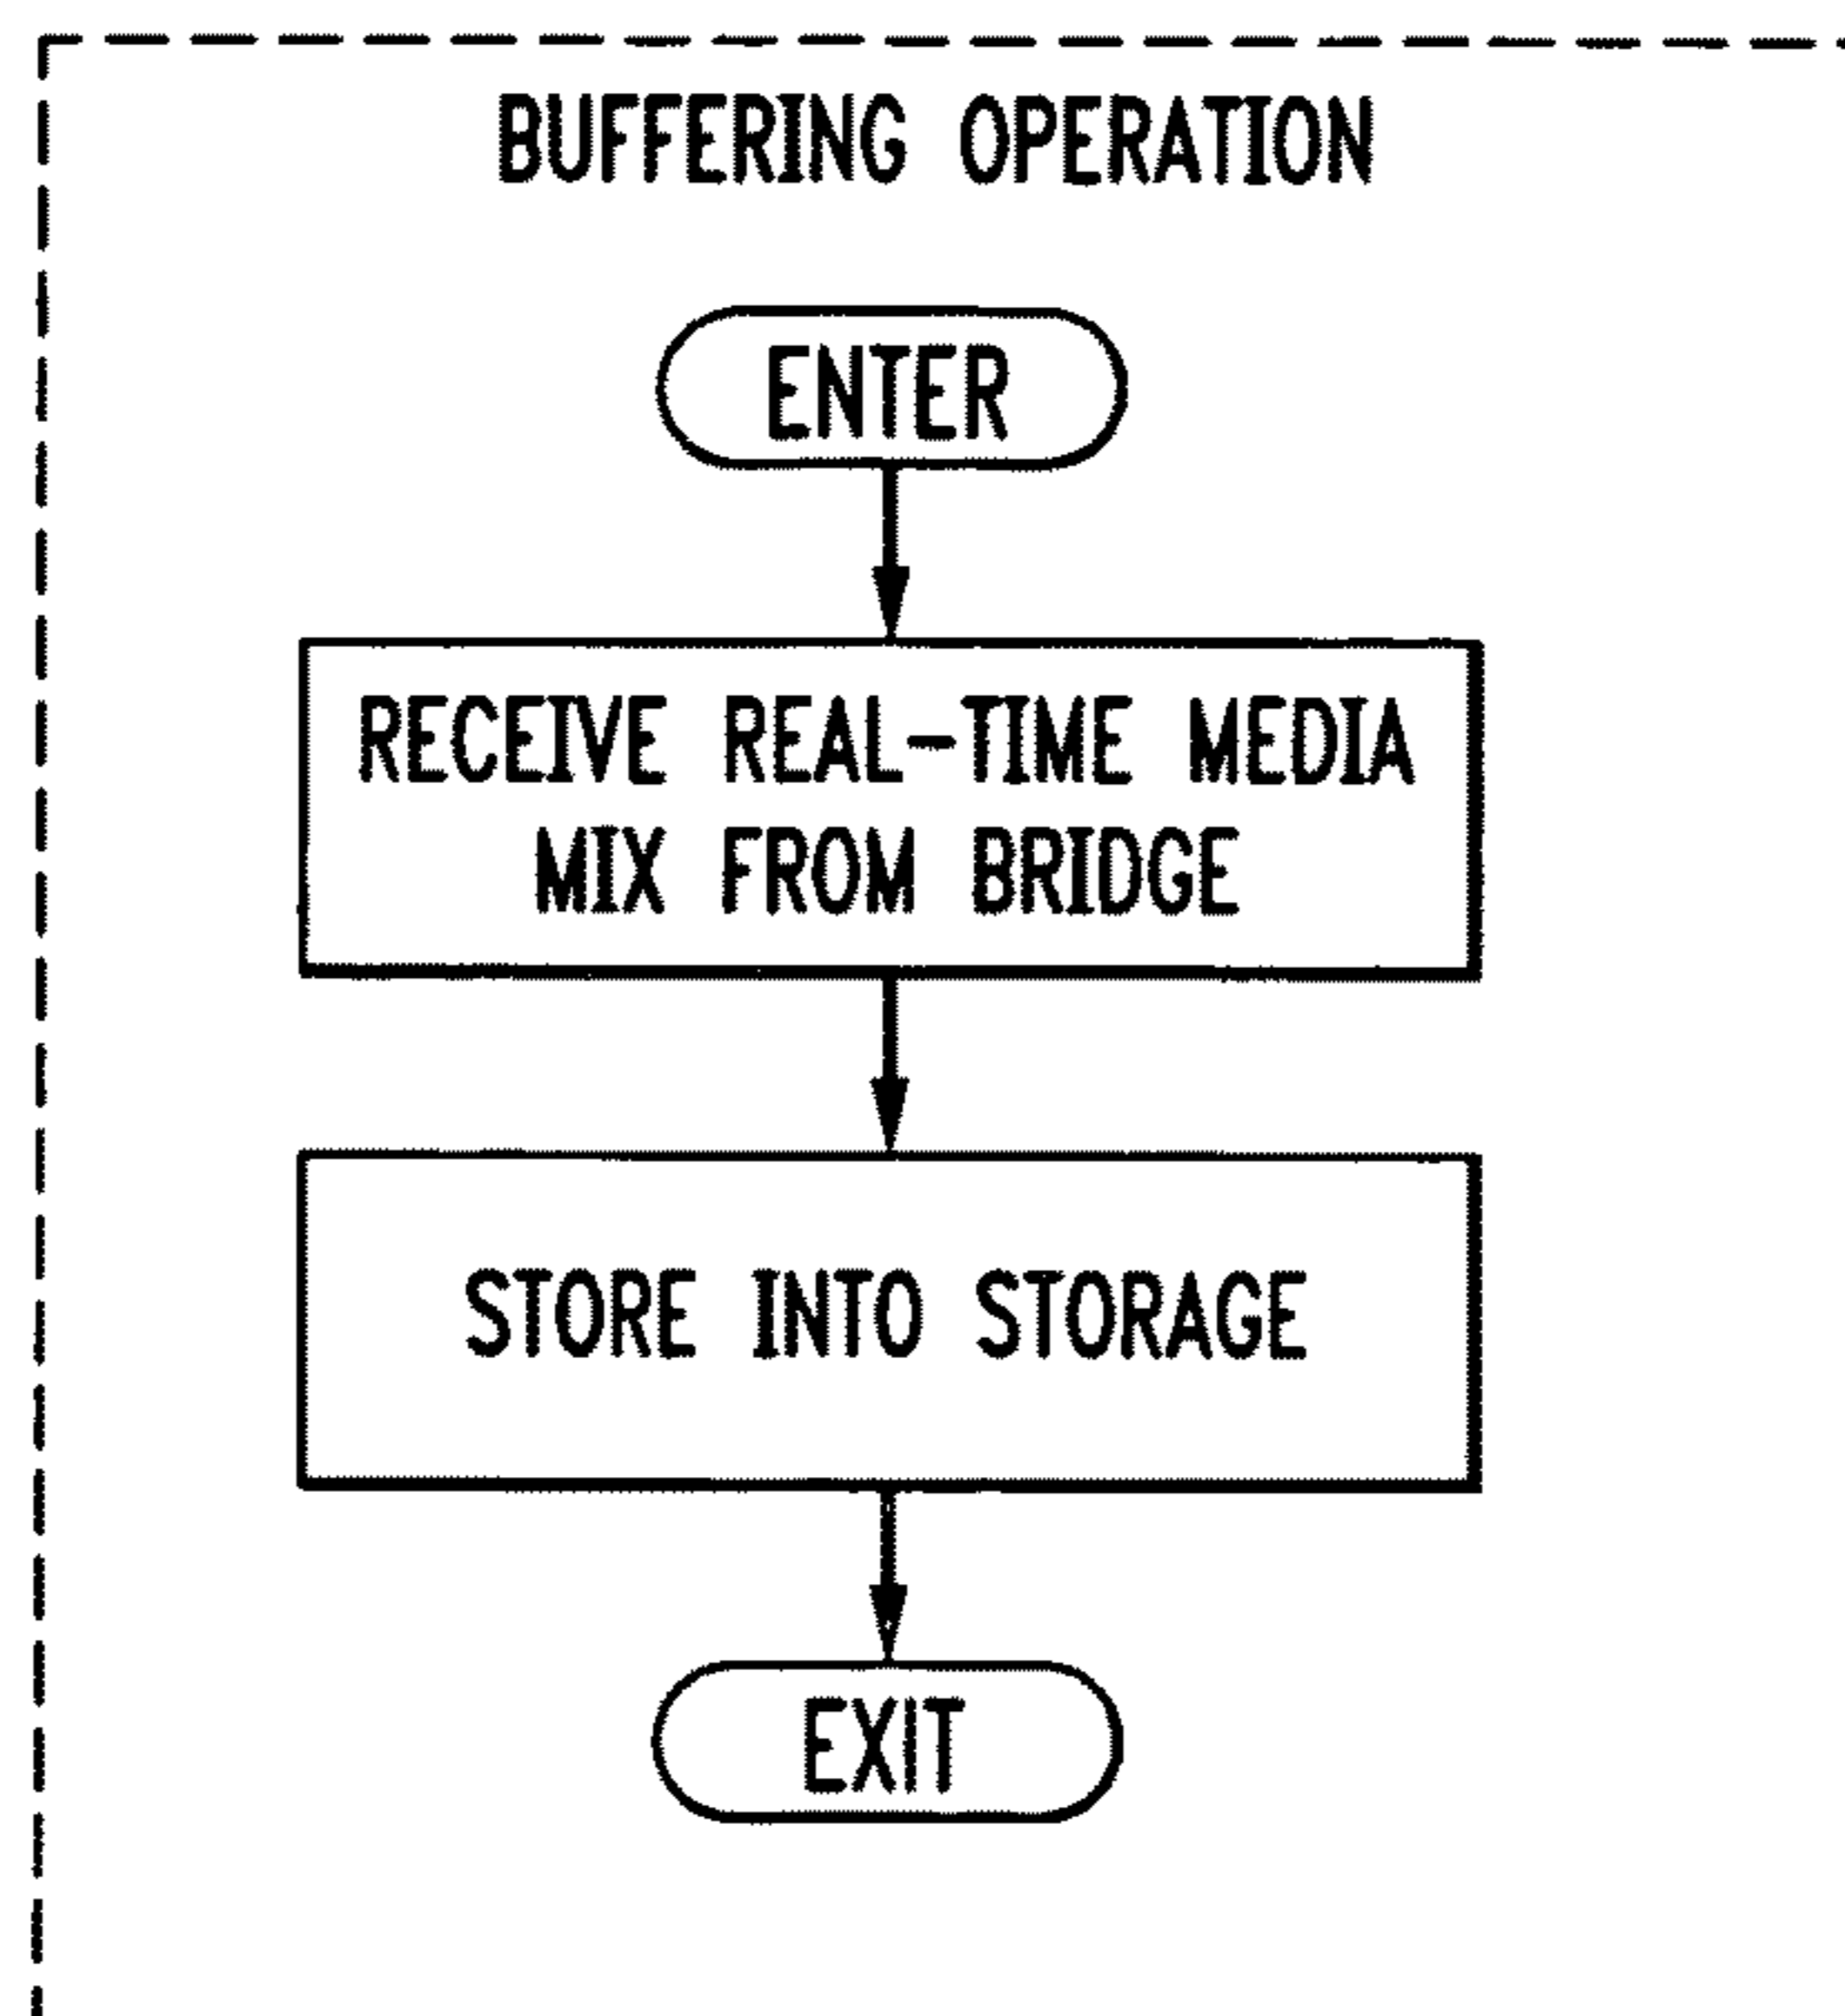 BUFFERING OPERATION
ENTER
RECEIVE REAL-TIME MEDIA
MIX FROM BRIDGE
STORE INTO STORAGE
EXIT